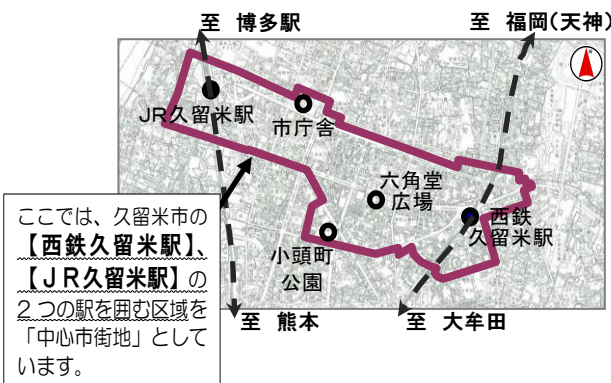 至 博多駅
至 福岡(天神)
JR久留米駅
市庁舎
六角堂
広場
西鉄
久留米駅
小頭町
公園
ここでは、久留米市の
【西鉄久留米駅】、
【ＪＲ久留米駅】の
２つの駅を囲む区域を
「中心市街地」として
います。
至 熊本
至 大牟田